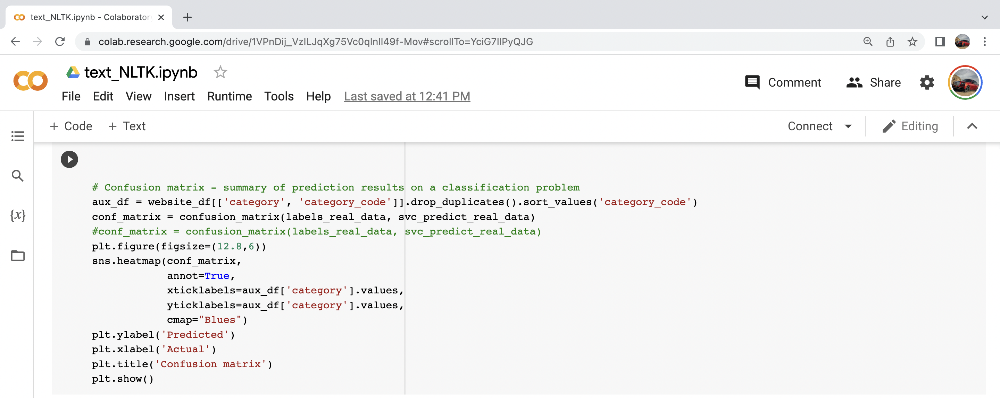 text_NLTK.ipynb - Colaboratory
colab.research.google.com/drive/1VPnDij_VzILJqXg75Vc0qInll49f-Mov#scrollTo=YciG7IlPyQJG
text_NLTK.ipynb
File Edit View Insert Runtime Tools Help Last saved at 12:41 PM
Comment Share
+ Code + Text
Connect Editing
{x}
# Confusion matrix - summary of prediction results on a classification problem
aux_df = website_df[['category', 'category_code']].drop_duplicates().sort_values('category_code')
conf_matrix = confusion_matrix(labels_real_data, svc_predict_real_data)
#conf_matrix = confusion_matrix(labels_real_data, svc_predict_real_data)
plt.figure(figsize=(12.8,6))
sns.heatmap(conf_matrix,
            annot=True,
            xticklabels=aux_df['category'].values,
            yticklabels=aux_df['category'].values,
            cmap="Blues")
plt.ylabel('Predicted')
plt.xlabel('Actual')
plt.title('Confusion matrix')
plt.show()